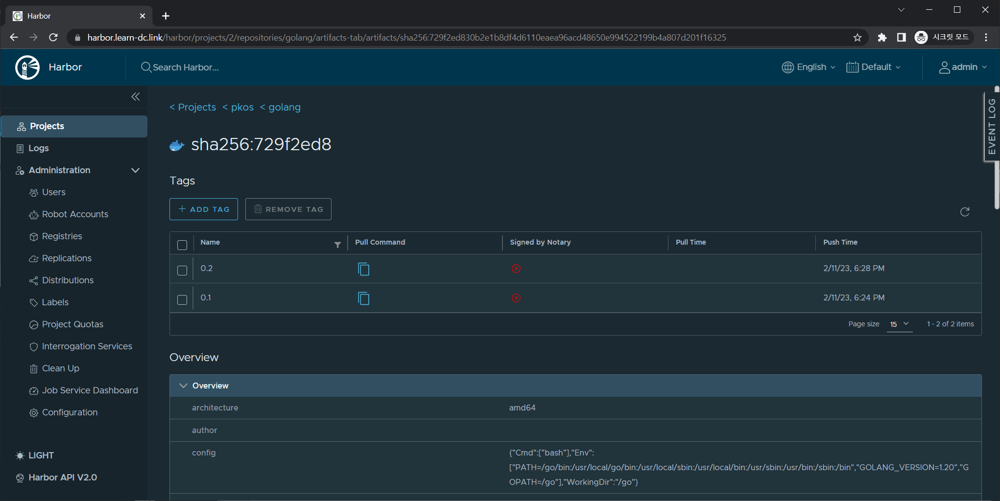 Harbor
harbor.learn-dc.link/harbor/projects/2/repositories/golang/artifacts-tab/artifacts/sha256:729f2ed830b2e1b8df4d6110eaea96acd48650e994522199b4a807d201f16325
시크릿 모드
Harbor
Search Harbor...
English
Default
admin
EVENT LOG
Projects
Logs
Administration
Users
Robot Accounts
Registries
Replications
Distributions
Labels
Project Quotas
Interrogation Services
Clean Up
Job Service Dashboard
Configuration
LIGHT
Harbor API V2.0
< Projects < pkos < golang
sha256:729f2ed8
Tags
+ ADD TAG
REMOVE TAG
Name Pull Command Signed by Notary Pull Time Push Time
0.2 2/11/23, 6:28 PM
0.1 2/11/23, 6:24 PM
Page size 15 1 - 2 of 2 items
Overview
Overview
architecture amd64
author
config {"Cmd":["bash"],"Env":
["PATH=/go/bin:/usr/local/go/bin:/usr/local/sbin:/usr/local/bin:/usr/sbin:/usr/bin:/sbin:/bin","GOLANG_VERSION=1.20","G
OPATH=/go"],"WorkingDir":"/go"}